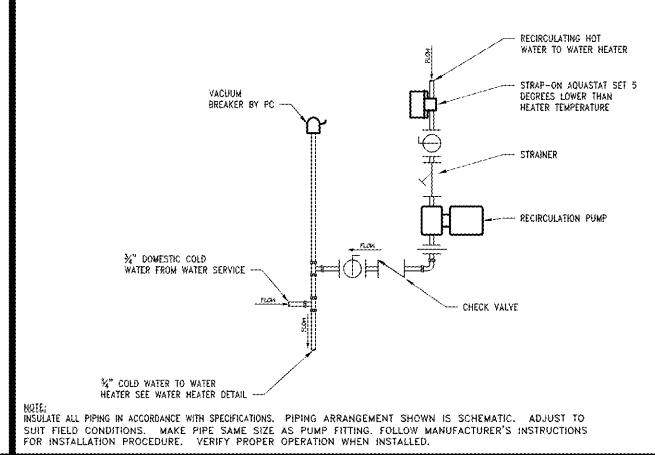 RECIRCULATING HOT
WATER TO WATER HEATER
FLOW
STRAP-ON AQUASTAT SET 5
DEGREES LOWER THAN
HEATER TEMPERATURE
VACUUM
BREAKER BY PC
STRAINER
RECIRCULATION PUMP
FLOW
¾" DOMESTIC COLD
WATER FROM WATER SERVICE
FLOW
CHECK VALVE
FLOW
¾" COLD WATER TO WATER
HEATER SEE WATER HEATER DETAIL
NOTE:
INSULATE ALL PIPING IN ACCORDANCE WITH SPECIFICATIONS. PIPING ARRANGEMENT SHOWN IS SCHEMATIC. ADJUST TO
SUIT FIELD CONDITIONS. MAKE PIPE SAME SIZE AS PUMP FITTING. FOLLOW MANUFACTURER'S INSTRUCTIONS
FOR INSTALLATION PROCEDURE. VERIFY PROPER OPERATION WHEN INSTALLED.